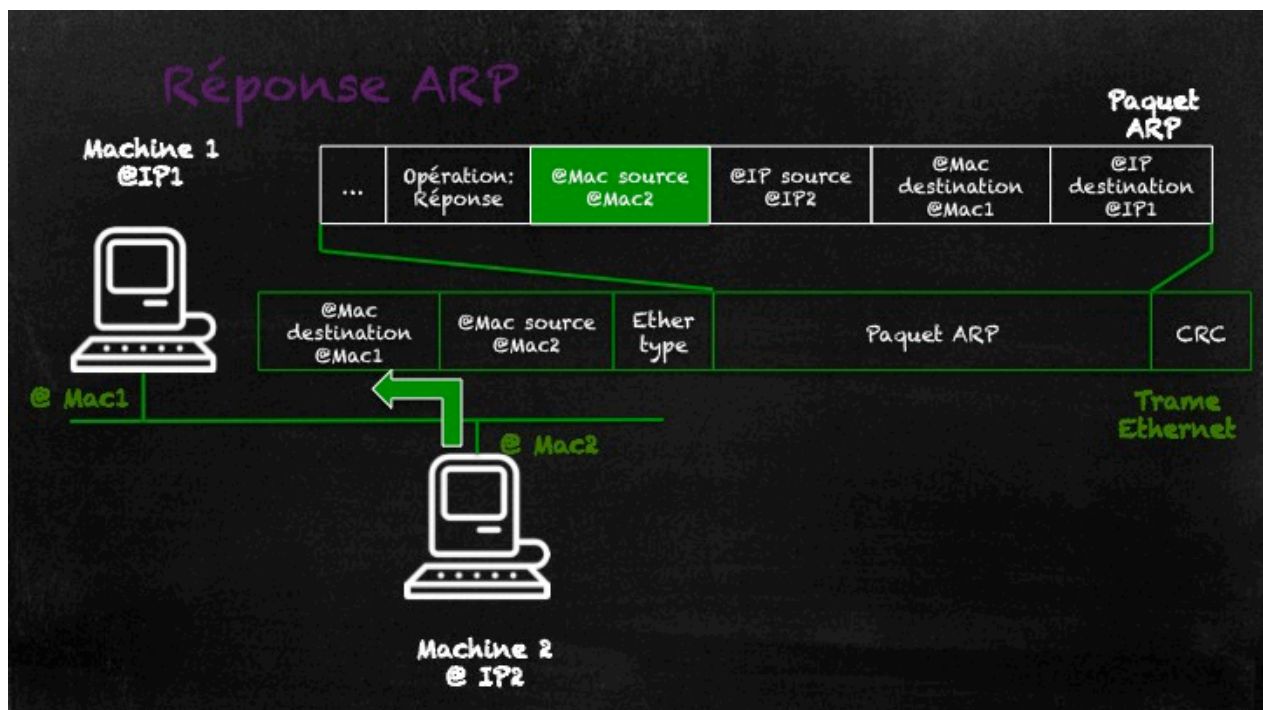 Réponse ARP
Paquet
ARP
Machine 1
@IP1
...
Opération:
Réponse
@Mac source
@Mac2
@IP source
@IP2
@Mac
destination
@Mac1
@IP
destination
@IP1
@Mac
destination
@Mac1
@Mac source
@Mac2
Ether
type
Paquet ARP
CRC
@ Mac1
Trame
Ethernet
@ Mac2
Machine 2
@ IP2